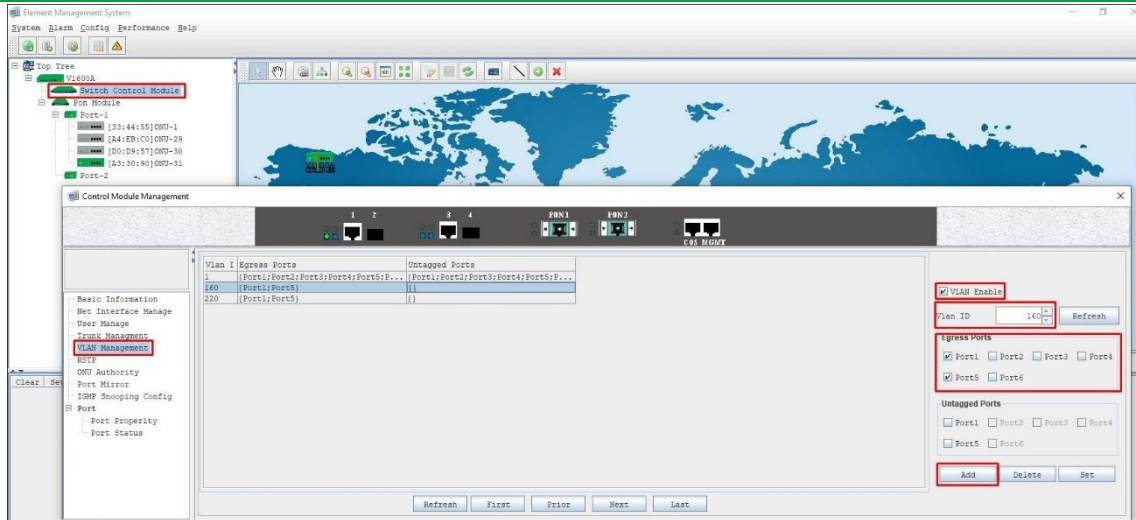 Element Management System
System Alarm Config Performance Help
Top Tree
V1600A
Switch Control Module
Pon Module
Port-1
[33:44:55]ONU-1
[A4:EB:C0]ONU-29
[D0:D9:57]ONU-30
[A3:30:90]ONU-31
Port-2
Control Module Management
1 2 3 4 PON1 PON2
COS MGMT
Vlan I Egress Ports Untagged Ports
1 {Port1;Port2;Port3;Port4;Port5;P... {Port1;Port2;Port3;Port4;Port5;P...
160 {Port1;Port5} {}
220 {Port1;Port5} {}
Basic Information
Net Interface Manage
User Manage
Trunk Managment
VLAN Management
RSTP
ONU Authority
Port Mirror
IGMP Snooping Config
Port
Port Properity
Port Status
Clear
VLAN Enable
Vlan ID 160 Refresh
Egress Ports
Port1 Port2 Port3 Port4
Port5 Port6
Untagged Ports
Port1 Port2 Port3 Port4
Port5 Port6
Add Delete Set
Refresh First Prior Next Last